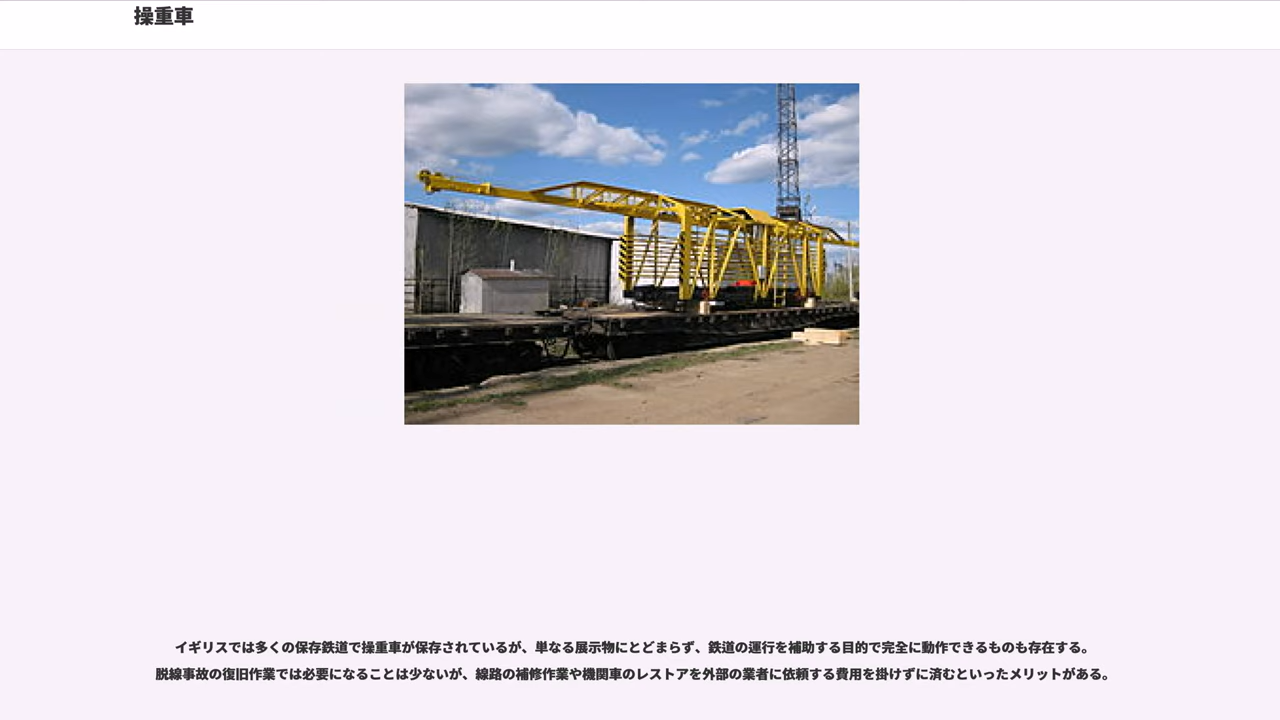 操重車
イギリスでは多くの保存鉄道で操重車が保存されているが、単なる展示物にとどまらず、鉄道の運行を補助する目的で完全に動作できるものも存在する。
脱線事故の復旧作業では必要になることは少ないが、線路の補修作業や機関車のレストアを外部の業者に依頼する費用を掛けずに済むといったメリットがある。